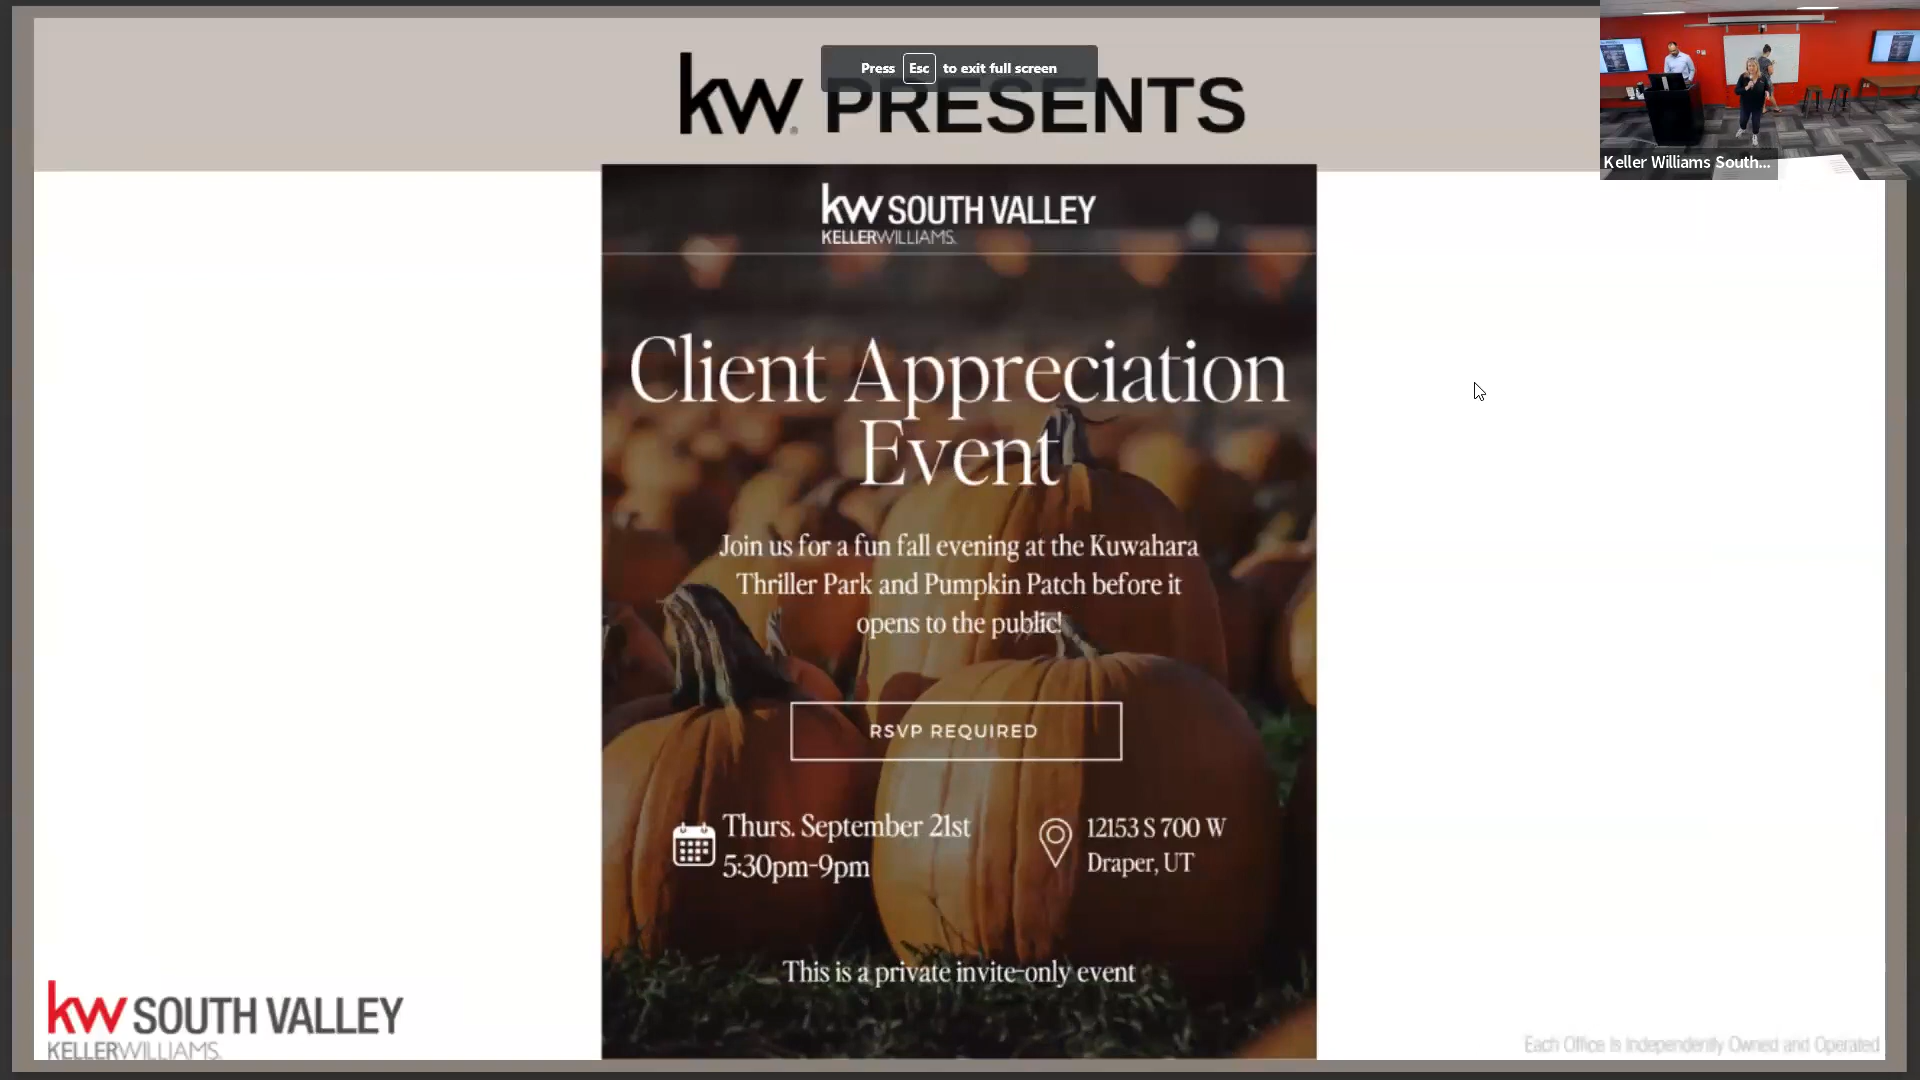 Press Esc to exit full screen
kw PRESENTS
Keller Williams South...
kw SOUTH VALLEY
KELLERWILLIAMS.
Client Appreciation
Event
Join us for a fun fall evening at the Kuwahara
Thriller Park and Pumpkin Patch before it
opens to the public!
RSVP REQUIRED
Thurs. September 21st
5:30pm-9pm
12153 S 700 W
Draper, UT
This is a private invite-only event
kw SOUTH VALLEY
KELLERWILLIAMS.
Each Office Is Independently Owned and Operated